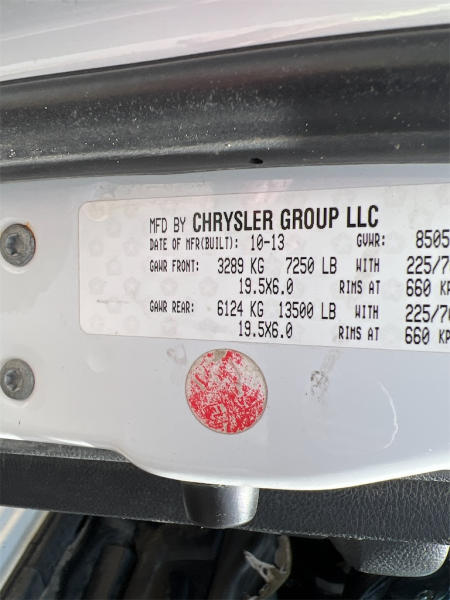 MFD BY CHRYSLER GROUP LLC
DATE OF MFR(BUILT): 10-13 GVWR: 8505
GAWR FRONT: 3289 KG 7250 LB WITH 225/70
19.5X6.0 RIMS AT 660 KP
GAWR REAR: 6124 KG 13500 LB WITH 225/70
19.5X6.0 RIMS AT 660 KP